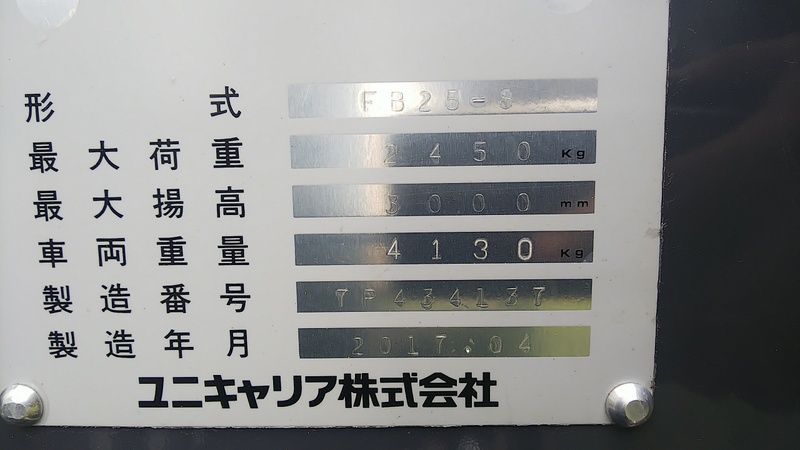 形式 FB25-8
最大荷重 2450 Kg
最大揚高 3000 mm
車両重量 4130 Kg
製造番号 7P434137
製造年月 2017.04
ユニキャリア株式会社